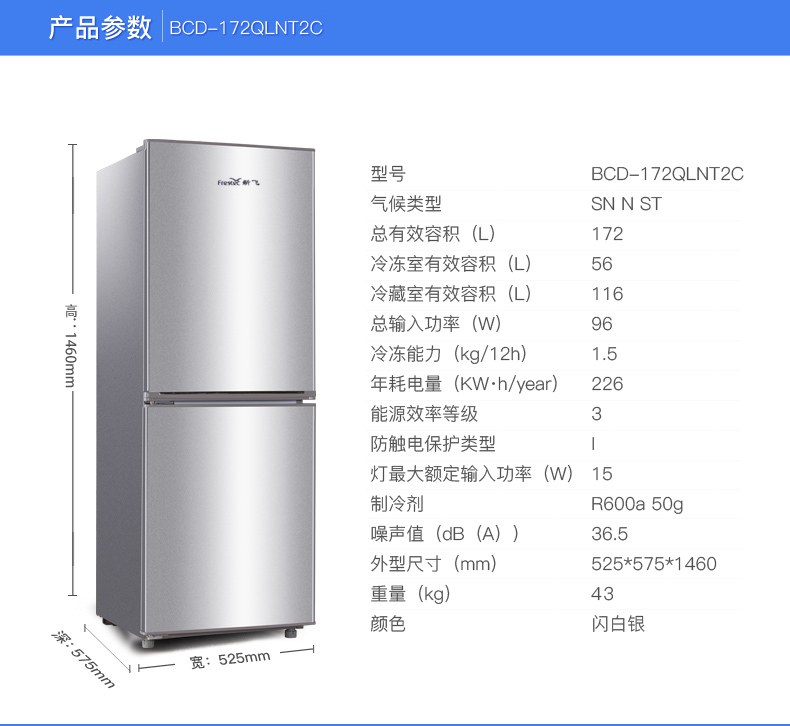 产品参数 BCD-172QLNT2C
Frestec 新飞
高：1460mm
深：575mm
宽：525mm
型号 BCD-172QLNT2C
气候类型 SN N ST
总有效容积（L） 172
冷冻室有效容积（L） 56
冷藏室有效容积（L） 116
总输入功率（W） 96
冷冻能力（kg/12h） 1.5
年耗电量（KW·h/year） 226
能源效率等级 3
防触电保护类型 I
灯最大额定输入功率（W） 15
制冷剂 R600a 50g
噪声值（dB（A）） 36.5
外型尺寸（mm） 525*575*1460
重量（kg） 43
颜色 闪白银